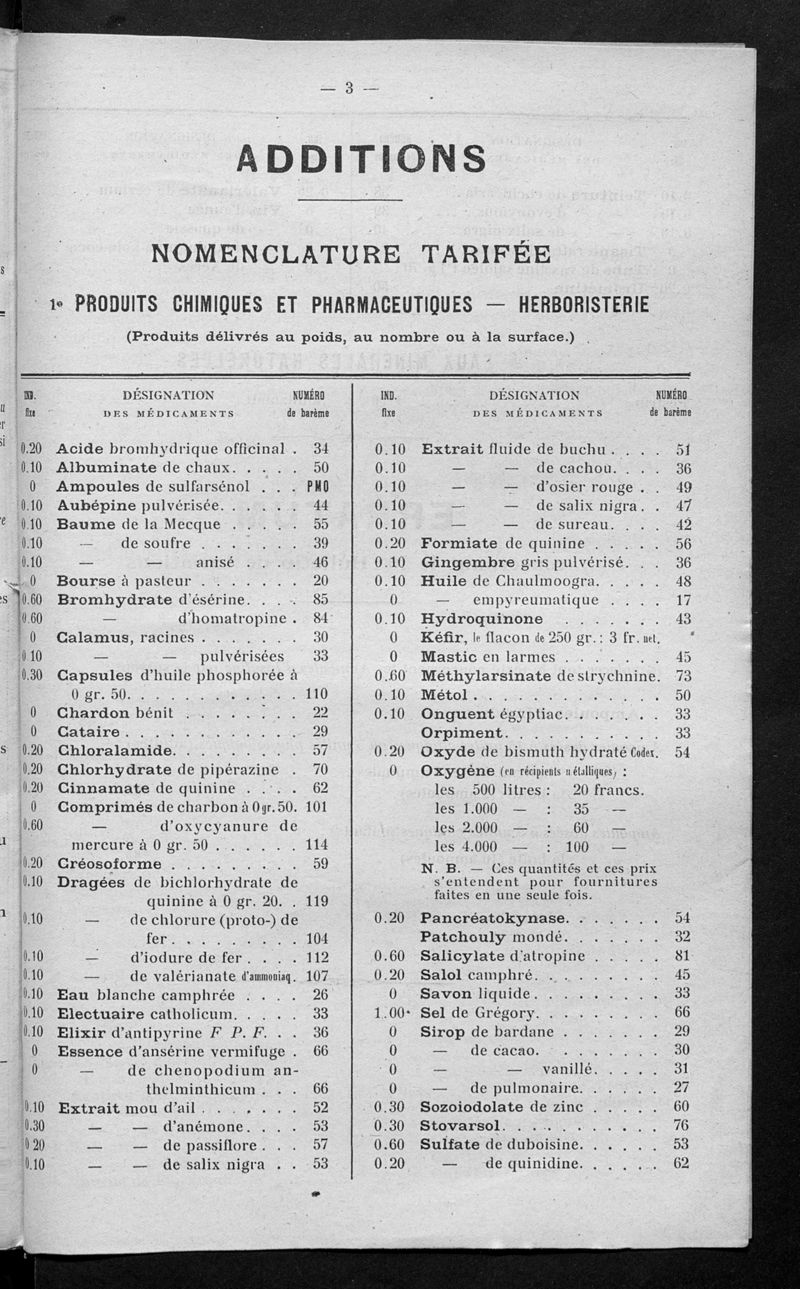 — 3 —
ADDITIONS
NOMENCLATURE TARIFÉE
1º PRODUITS CHIMIQUES ET PHARMACEUTIQUES — HERBORISTERIE
(Produits délivrés au poids, au nombre ou à la surface.)
IND. fixe DÉSIGNATION DES MÉDICAMENTS NUMÉRO de barème
0.20 Acide bromhydrique officinal . 34
0.10 Albuminate de chaux. . . . . 50
0 Ampoules de sulfarsénol . . . PMO
0.10 Aubépine pulvérisée. . . . . . 44
0.10 Baume de la Mecque . . . . . 55
0.10 — de soufre . . . . . . . 39
0.10 — — anisé . . . . 46
0 Bourse à pasteur . . . . . . . 20
0.60 Bromhydrate d'ésérine. . . . 85
0.60 — d'homatropine . 84
0 Calamus, racines . . . . . . . 30
0.10 — — pulvérisées 33
0.30 Capsules d'huile phosphorée à
0 gr. 50. . . . . . . . . . . . 110
0 Chardon bénit . . . . . . . . 22
0 Cataire . . . . . . . . . . . . 29
0.20 Chloralamide. . . . . . . . . 57
0.20 Chlorhydrate de pipérazine . 70
0.20 Cinnamate de quinine . . . . 62
0 Comprimés de charbon à 0gr.50. 101
0.60 — d'oxycyanure de
mercure à 0 gr. 50 . . . . . . 114
0.20 Créosoforme . . . . . . . . . 59
0.10 Dragées de bichlorhydrate de
quinine à 0 gr. 20. . 119
0.10 — de chlorure (proto-) de
fer . . . . . . . . . 104
0.10 — d'iodure de fer . . . . 112
0.10 — de valérianate d'ammoniaq. 107
0.10 Eau blanche camphrée . . . . 26
0.10 Electuaire catholicum. . . . . 33
0.10 Elixir d'antipyrine F P. F. . . 36
0 Essence d'ansérine vermifuge . 66
0 — de chenopodium an-
thelminthicum . . . 66
0.10 Extrait mou d'ail . . . . . . . 52
0.30 — — d'anémone. . . . 53
0 20 — — de passiflore . . . 57
0.10 — — de salix nigra . . 53
IND. fixe DÉSIGNATION DES MÉDICAMENTS NUMÉRO de barème
0.10 Extrait fluide de buchu . . . . 51
0.10 — — de cachou. . . . 36
0.10 — — d'osier rouge . . 49
0.10 — — de salix nigra . . 47
0.10 — — de sureau. . . . 42
0.20 Formiate de quinine . . . . . 56
0.10 Gingembre gris pulvérisé. . . 36
0.10 Huile de Chaulmoogra. . . . . 48
0 — empyreumatique . . . . 17
0.10 Hydroquinone . . . . . . . 43
0 Kéfir, le flacon de 250 gr. : 3 fr. net.
0 Mastic en larmes . . . . . . . 45
0.60 Méthylarsinate de strychnine. 73
0.10 Métol . . . . . . . . . . . . 50
0.10 Onguent égyptiac. . . . . . . 33
Orpiment. . . . . . . . . . . 33
0.20 Oxyde de bismuth hydraté Codex. 54
0 Oxygène (en récipients métalliques) :
les 500 litres : 20 francs.
les 1.000 — : 35 —
les 2.000 — : 60 —
les 4.000 — : 100 —
N. B. — Ces quantités et ces prix
s'entendent pour fournitures
faites en une seule fois.
0.20 Pancréatokynase. . . . . . . 54
Patchouly mondé. . . . . . . 32
0.60 Salicylate d'atropine . . . . . 81
0.20 Salol camphré. . . . . . . . . 45
0 Savon liquide . . . . . . . . . 33
1.00 Sel de Grégory. . . . . . . . . 66
0 Sirop de bardane . . . . . . . 29
0 — de cacao. . . . . . . . 30
0 — — vanillé. . . . . 31
0 — de pulmonaire. . . . . . 27
0.30 Sozoiodolate de zinc . . . . . 60
0.30 Stovarsol. . . . . . . . . . . 76
0.60 Sulfate de duboisine. . . . . . 53
0.20 — de quinidine. . . . . . 62